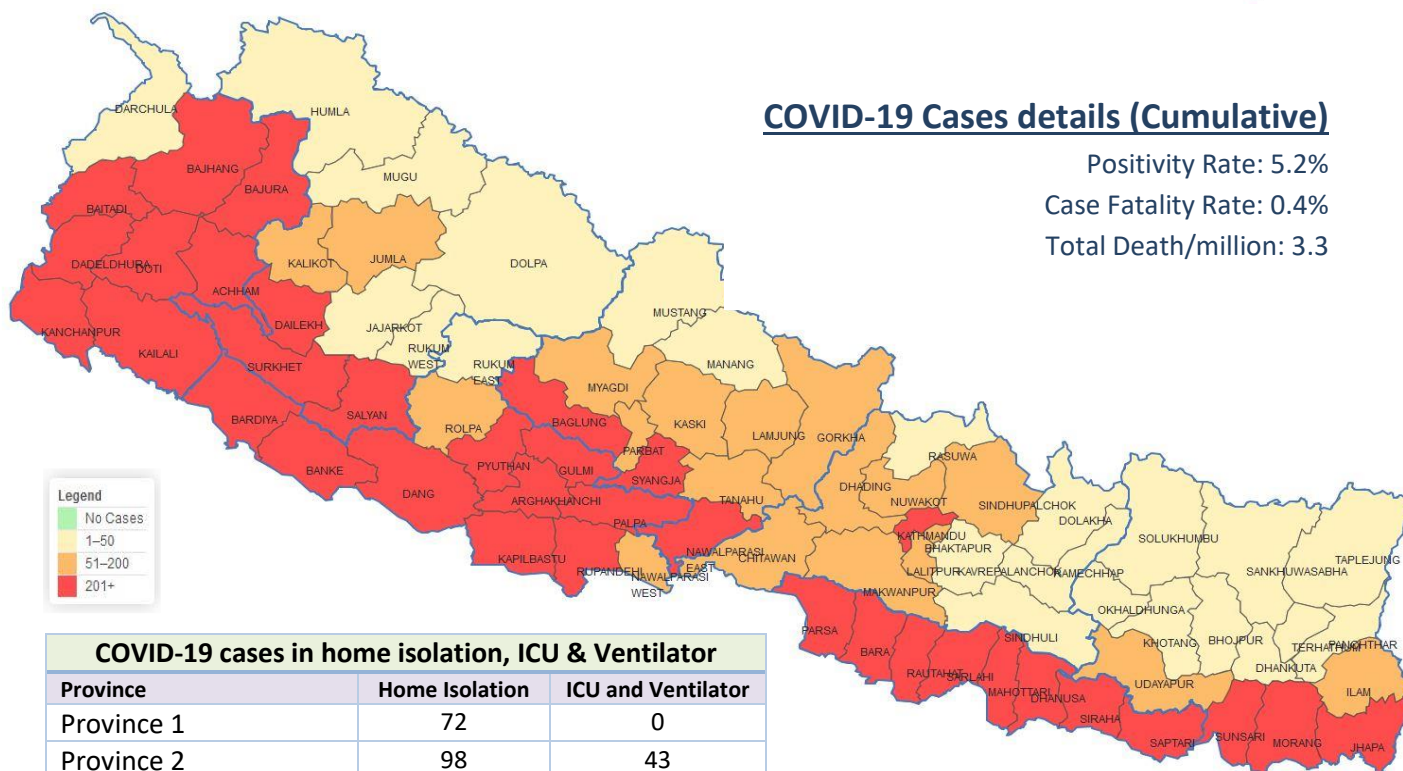 COVID-19 Cases details (Cumulative)
Positivity Rate: 5.2%
Case Fatality Rate: 0.4%
Total Death/million: 3.3
DARCHULA
HUMLA
BAJHANG
MUGU
BAJURA
BAITADI
DADELDHURA
DOTI
KALIKOT
JUMLA
DOLPA
ACHHAM
MUSTANG
KANCHANPUR
DAILEKH
JAJARKOT
KAILALI
RUKUM
WEST
RUKUM
EAST
MANANG
SURKHET
MYAGDI
BARDIYA
SALYAN
ROLPA
BAGLUNG
KASKI
LAMJUNG
GORKHA
PARBAT
RASUWA
BANKE
PYUTHAN
GULMI
SYANGJA
DHADING
DANG
ARGHAKHANCHI
TANAHU
NUWAKOT
SINDHUPALCHOK
PALPA
DOLAKHA
KATHMANDU
SOLUKHUMBU
BHAKTAPUR
KAPILBASTU
RUPANDEHI
NAWALPARASI
EAST
CHITAWAN
LALITPUR
KAVREPALANCHOK
RAMECHHAP
SANKHUWASABHA
TAPLEJUNG
NAWALPARASI
WEST
MAKWANPUR
OKHALDHUNGA
PARSA
BARA
SINDHULI
KHOTANG
BHOJPUR
TERHATHUM
PANCHTHAR
DHANKUTA
RAUTAHAT
SARLAHI
MAHOTTARI
DHANUSA
UDAYAPUR
ILAM
SIRAHA
SAPTARI
SUNSARI
MORANG
JHAPA
Legend
No Cases
1–50
51–200
201+
COVID-19 cases in home isolation, ICU & Ventilator
Province Home Isolation ICU and Ventilator
Province 1 72 0
Province 2 98 43